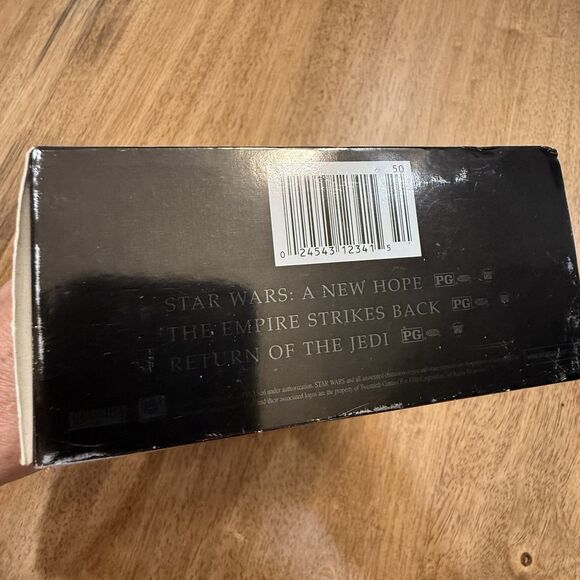 50
0 24543 12341 5
STAR WARS: A NEW HOPE PG
THE EMPIRE STRIKES BACK PG
RETURN OF THE JEDI PG
Used under authorization. STAR WARS and all associated characters
and their associated logos are the property of Twentieth Century Fox Film Corporation